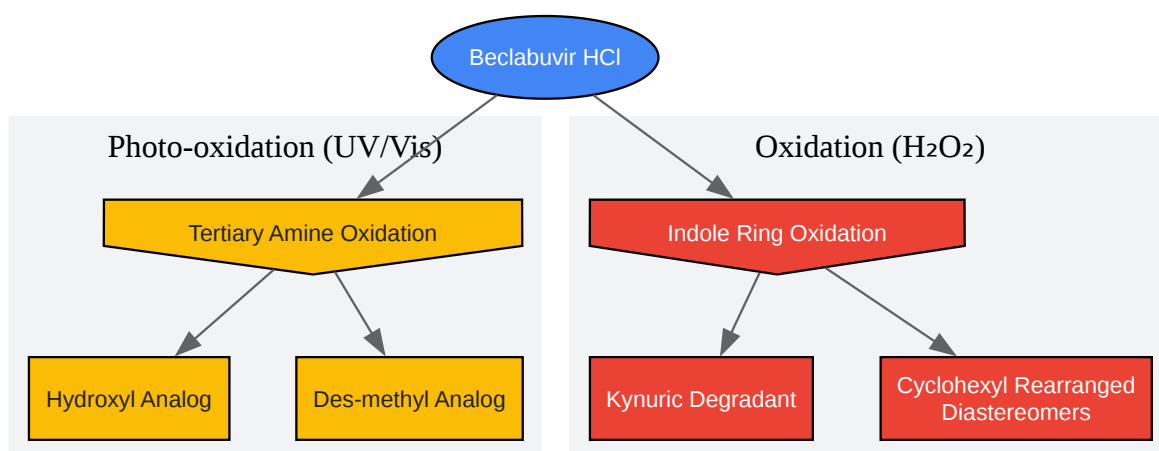 Beclabuvir HCl
Photo-oxidation (UV/Vis)
Oxidation (H₂O₂)
Tertiary Amine Oxidation
Indole Ring Oxidation
Hydroxyl Analog
Des-methyl Analog
Kynuric Degradant
Cyclohexyl Rearranged
Diastereomers